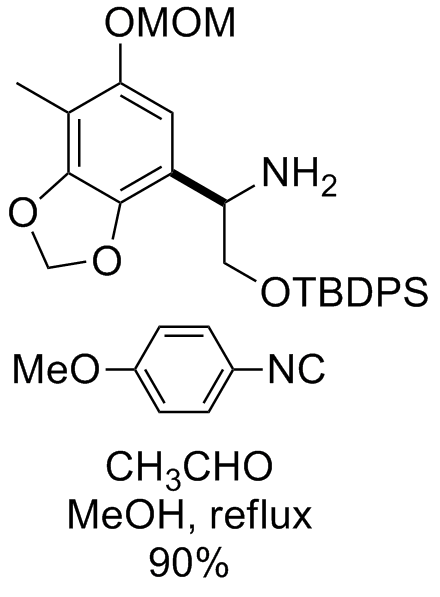 OMOM
NH2
O
O
OTBDPS
MeO
NC
CH3CHO
MeOH, reflux
90%